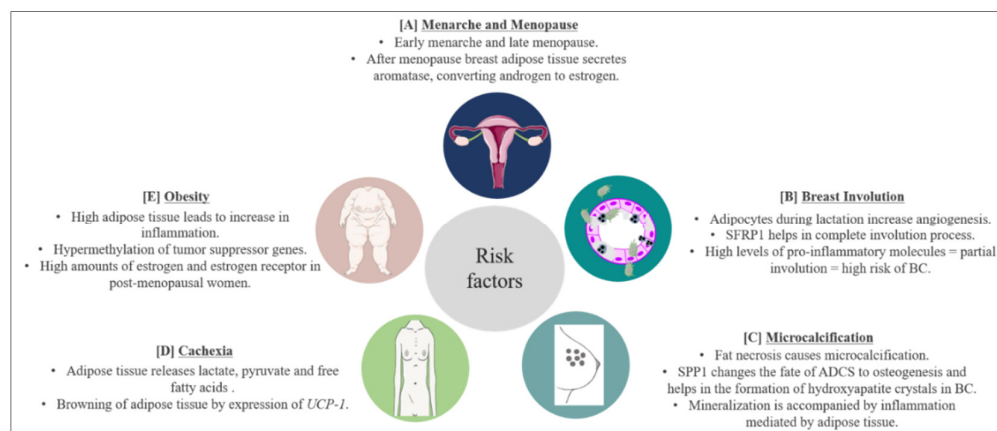 [A] Menarche and Menopause
• Early menarche and late menopause.
• After menopause breast adipose tissue secretes
aromatase, converting androgen to estrogen.
[E] Obesity
• High adipose tissue leads to increase in
inflammation.
• Hypermethylation of tumor suppressor genes.
• High amounts of estrogen and estrogen receptor in
post-menopausal women.
[B] Breast Involution
• Adipocytes during lactation increase angiogenesis.
• SFRP1 helps in complete involution process.
• High levels of pro-inflammatory molecules = partial
involution = high risk of BC.
Risk
factors
[D] Cachexia
• Adipose tissue releases lactate, pyruvate and free
fatty acids .
• Browning of adipose tissue by expression of UCP-1.
[C] Microcalcification
• Fat necrosis causes microcalcification.
• SPP1 changes the fate of ADCS to osteogenesis and
helps in the formation of hydroxyapatite crystals in BC.
• Mineralization is accompanied by inflammation
mediated by adipose tissue.